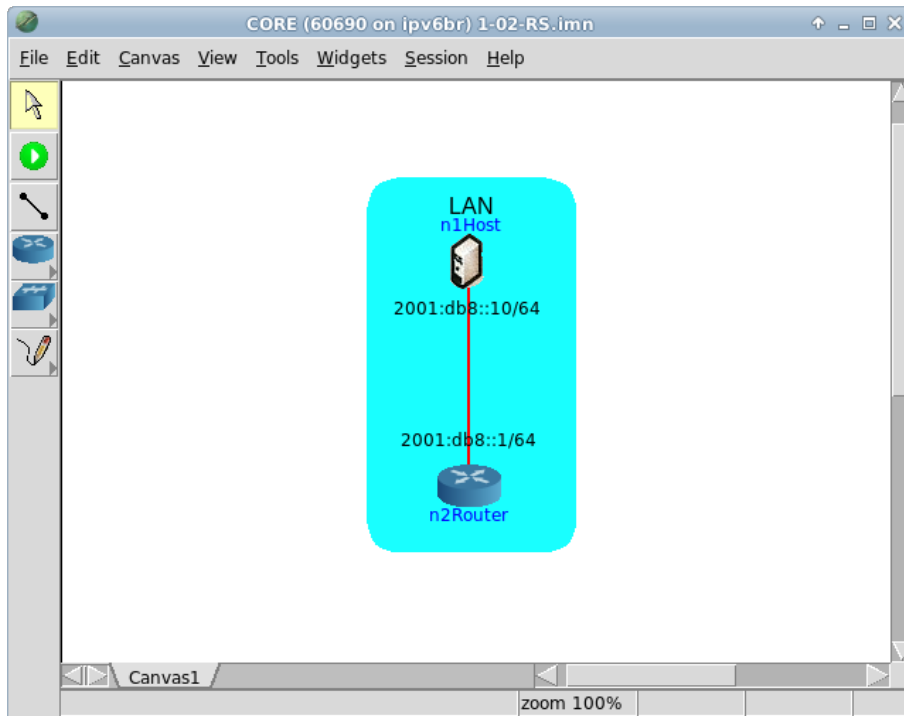 CORE (60690 on ipv6br) 1-02-RS.imn
File Edit Canvas View Tools Widgets Session Help
LAN
n1Host
2001:db8::10/64
2001:db8::1/64
n2Router
Canvas1
zoom 100%